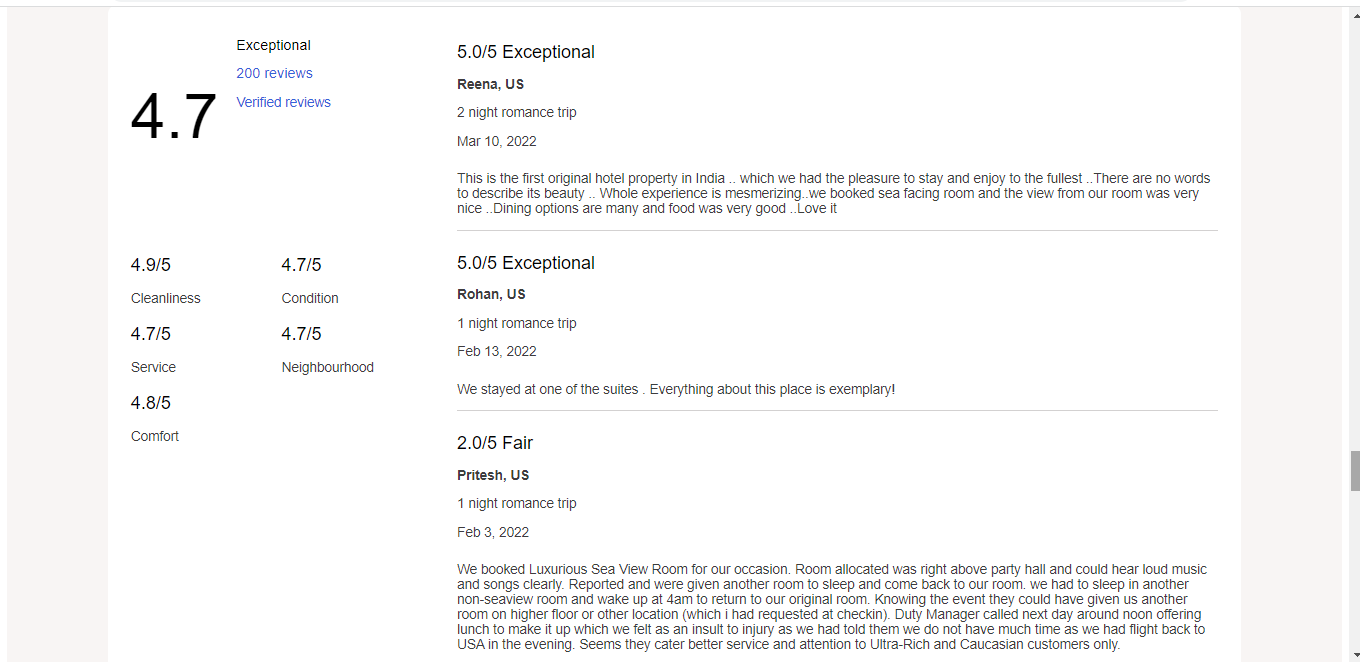 Exceptional
200 reviews
4.7
Verified reviews
4.9/5
4.7/5
Cleanliness
Condition
4.7/5
4.7/5
Service
Neighbourhood
4.8/5
Comfort
5.0/5 Exceptional
Reena, US
2 night romance trip
Mar 10, 2022
This is the first original hotel property in India .. which we had the pleasure to stay and enjoy to the fullest ..There are no words
to describe its beauty .. Whole experience is mesmerizing..we booked sea facing room and the view from our room was very
nice ..Dining options are many and food was very good ..Love it
5.0/5 Exceptional
Rohan, US
1 night romance trip
Feb 13, 2022
We stayed at one of the suites . Everything about this place is exemplary!
2.0/5 Fair
Pritesh, US
1 night romance trip
Feb 3, 2022
We booked Luxurious Sea View Room for our occasion. Room allocated was right above party hall and could hear loud music
and songs clearly. Reported and were given another room to sleep and come back to our room. we had to sleep in another
non-seaview room and wake up at 4am to return to our original room. Knowing the event they could have given us another
room on higher floor or other location (which i had requested at checkin). Duty Manager called next day around noon offering
lunch to make it up which we felt as an insult to injury as we had told them we do not have much time as we had flight back to
USA in the evening. Seems they cater better service and attention to Ultra-Rich and Caucasian customers only.